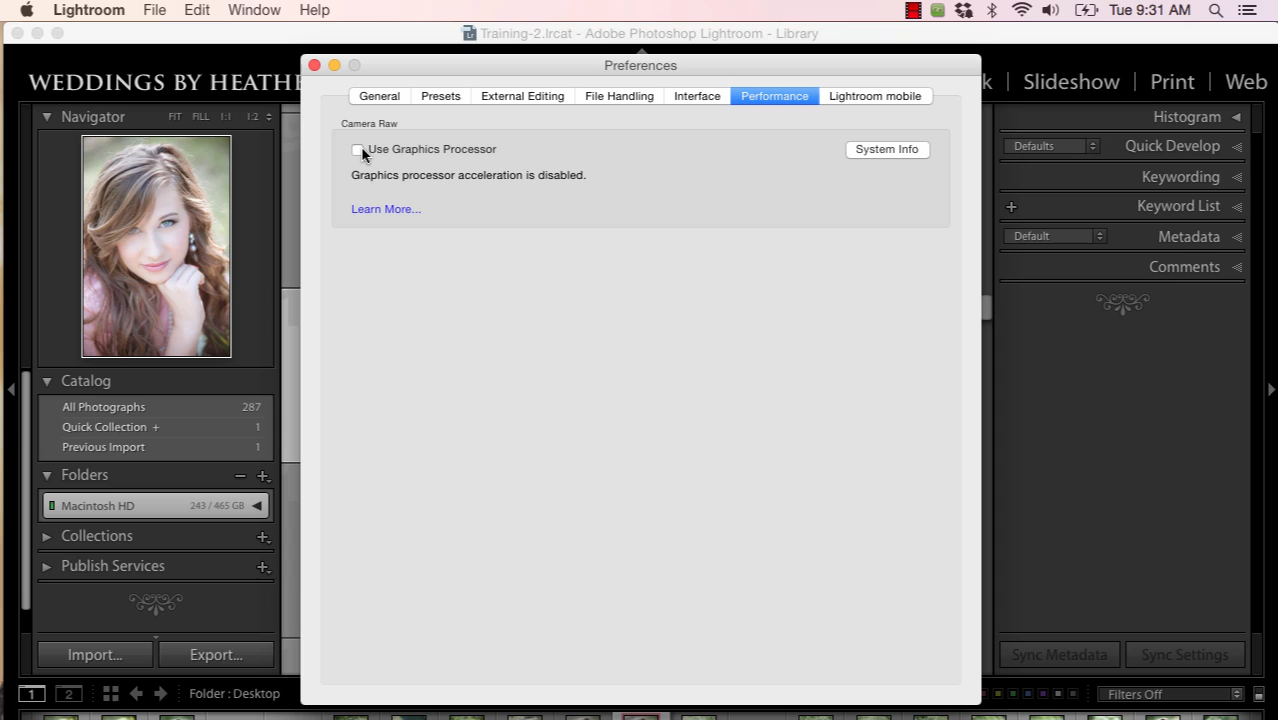 Lightroom File Edit Window Help Tue 9:31 AM
Training-2.lrcat - Adobe Photoshop Lightroom - Library
WEDDINGS BY HEATHE
k | Slideshow | Print | Web
Preferences
General Presets External Editing File Handling Interface Performance Lightroom mobile
Camera Raw
Use Graphics Processor
System Info
Graphics processor acceleration is disabled.
Learn More...
Navigator FIT FILL 1:1 1:2
Catalog
All Photographs 287
Quick Collection + 1
Previous Import 1
Folders
Macintosh HD 243 / 465 GB
Collections
Publish Services
Import... Export...
Histogram
Defaults Quick Develop
Keywording
Keyword List
Default Metadata
Comments
Sync Metadata Sync Settings
1 2 Folder : Desktop
Filters Off